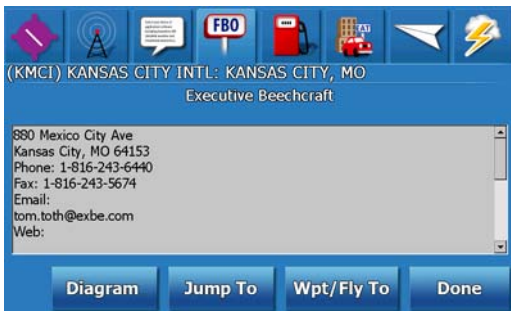 FBO
(KMCI) KANSAS CITY INTL: KANSAS CITY, MO
Executive Beechcraft
880 Mexico City Ave
Kansas City, MO 64153
Phone: 1-816-243-6440
Fax: 1-816-243-5674
Email:
tom.toth@exbe.com
Web:
Diagram Jump To Wpt/Fly To Done